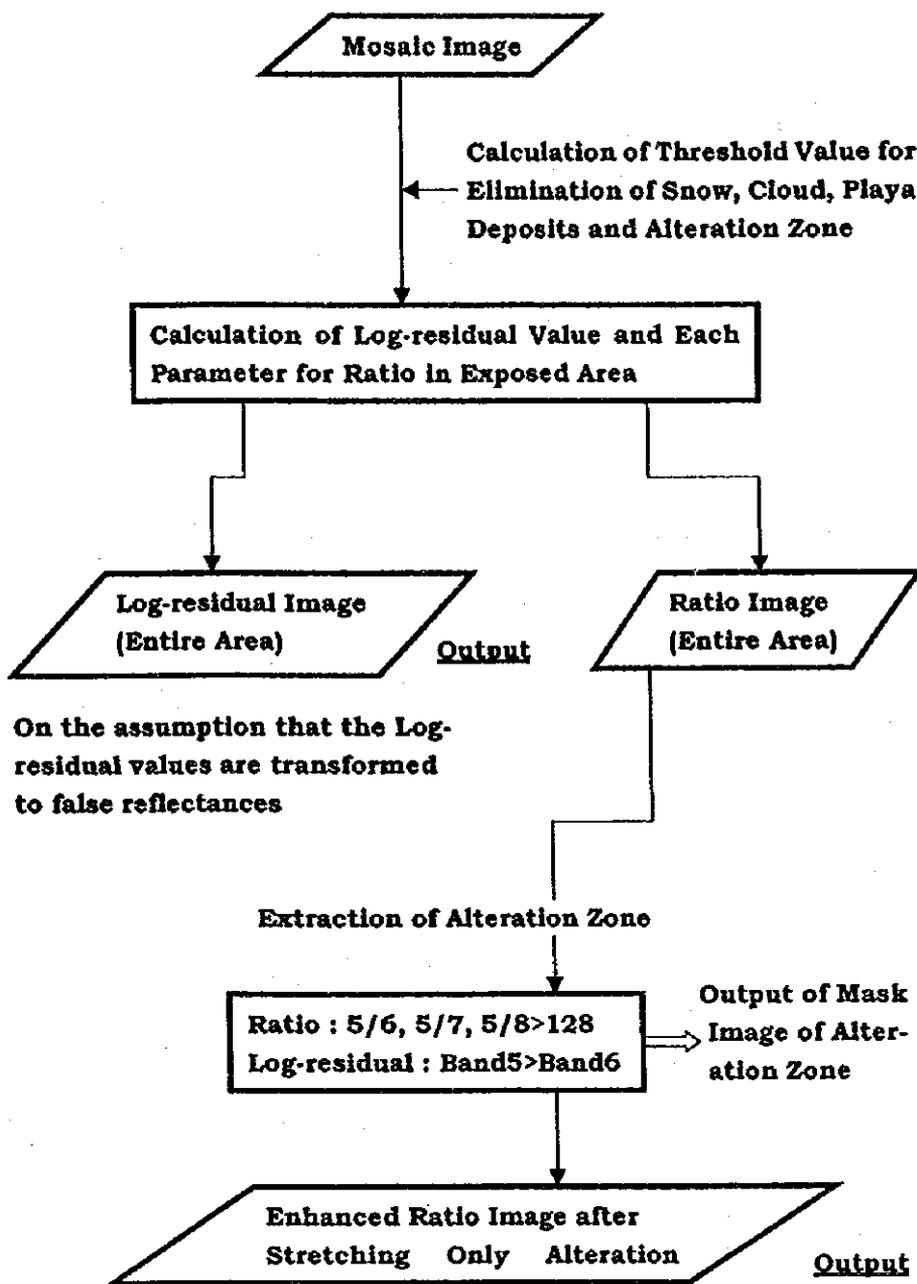 Mosaic Image
Calculation of Threshold Value for
Elimination of Snow, Cloud, Playa
Deposits and Alteration Zone
Calculation of Log-residual Value and Each
Parameter for Ratio in Exposed Area
Log-residual Image
(Entire Area)
Output
Ratio Image
(Entire Area)
On the assumption that the Log-
residual values are transformed
to false reflectances
Extraction of Alteration Zone
Ratio : 5/6, 5/7, 5/8>128
Log-residual : Band5>Band6
Output of Mask
Image of Alter-
ation Zone
Enhanced Ratio Image after
Stretching Only Alteration
Output